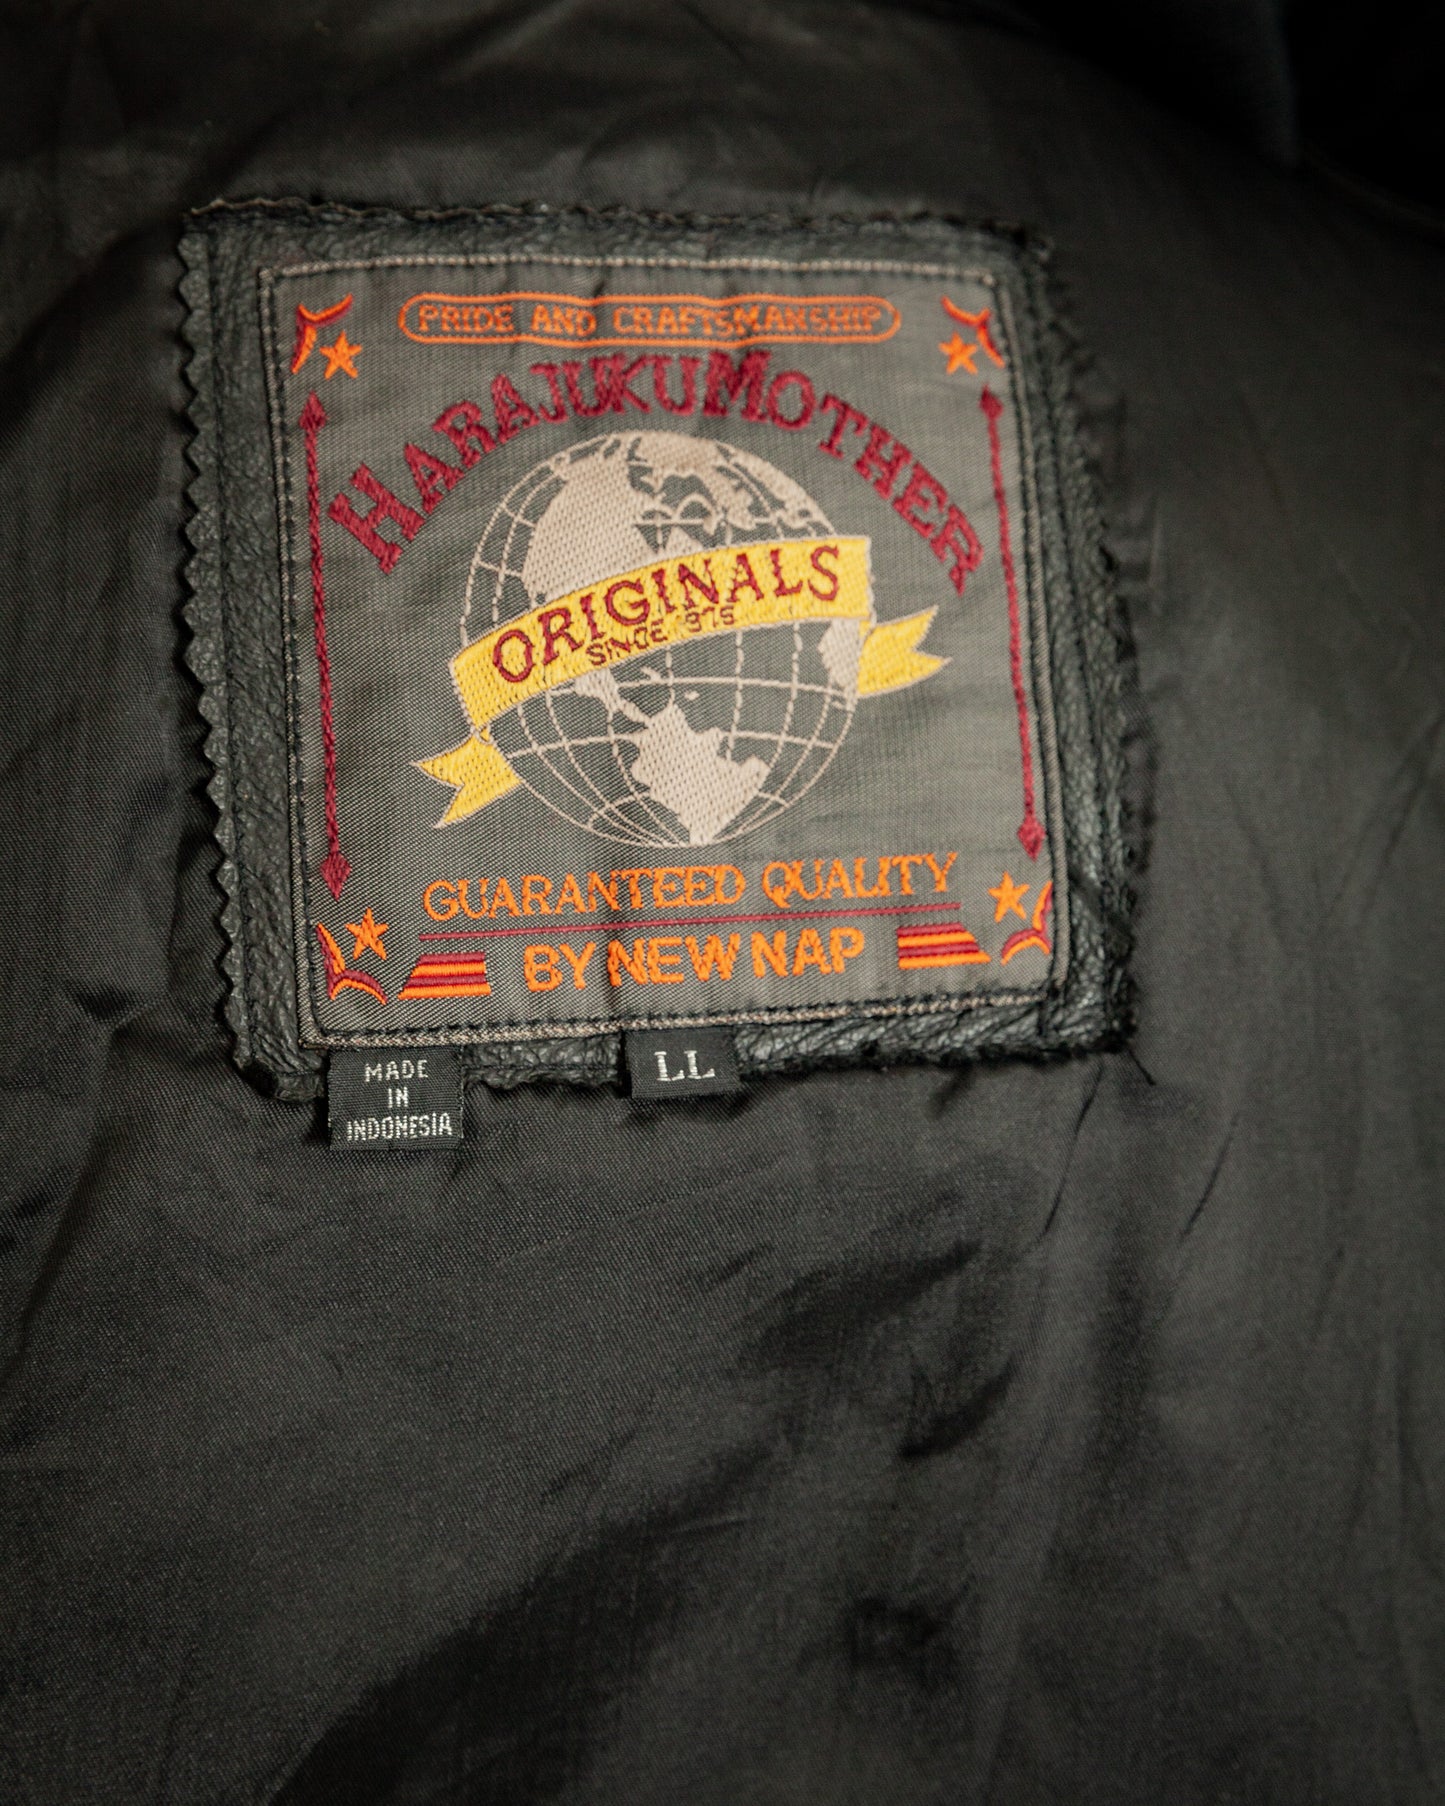 PRIDE AND CRAFTSMANSHIP
HARAJUKUMOTHER
ORIGINALS
SINCE 1975
GUARANTEED QUALITY
BY NEW NAP
MADE
IN
INDONESIA
LL